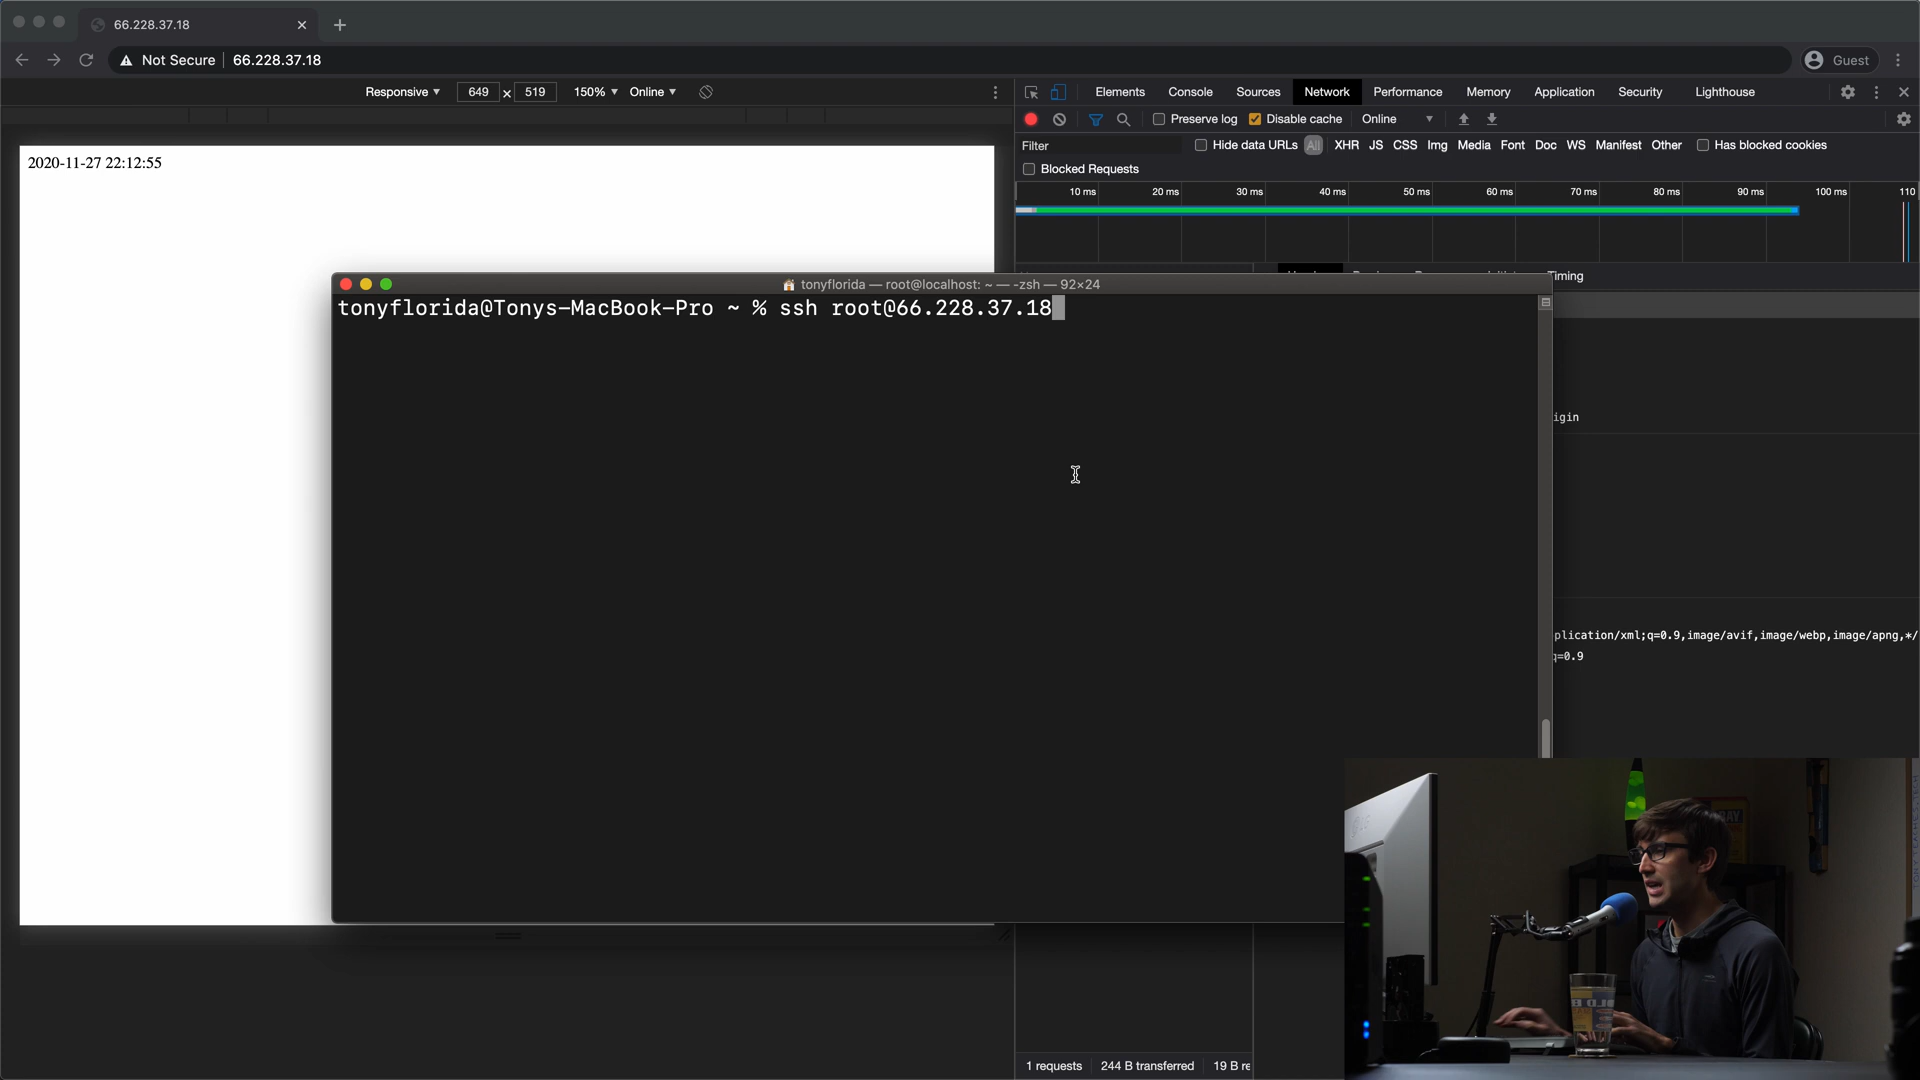 66.228.37.18
Not Secure
66.228.37.18
Guest
Responsive
649
519
150%
Online
Elements
Console
Sources
Network
Performance
Memory
Application
Security
Lighthouse
Preserve log
Disable cache
Online
Filter
Hide data URLs
All
XHR
JS
CSS
Img
Media
Font
Doc
WS
Manifest
Other
Has blocked cookies
Blocked Requests
10 ms
20 ms
30 ms
40 ms
50 ms
60 ms
70 ms
80 ms
90 ms
100 ms
110
2020-11-27 22:12:55
Timing
tonyflorida — root@localhost: ~ — -zsh — 92×24
tonyflorida@Tonys-MacBook-Pro ~ % ssh root@66.228.37.18
igin
plication/xml;q=0.9,image/avif,image/webp,image/apng,*/
q=0.9
1 requests
244 B transferred
19 B re